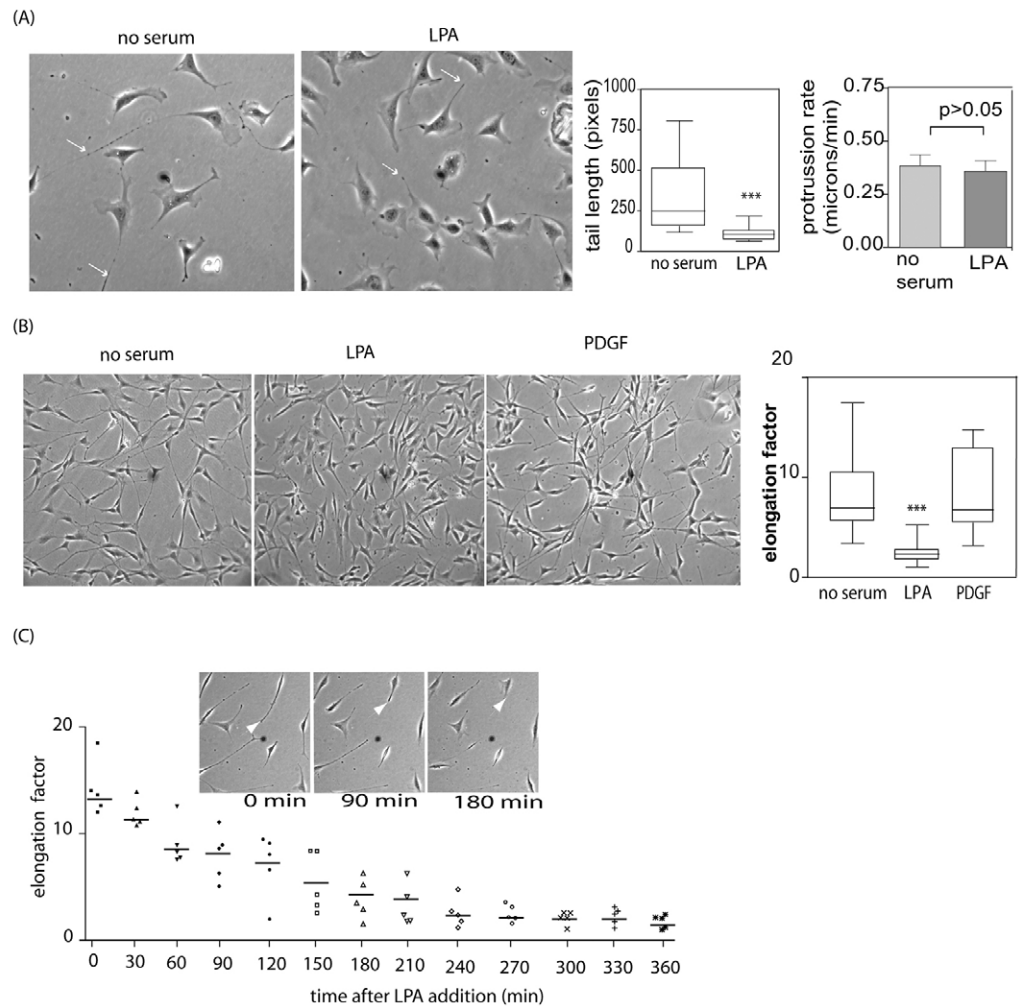 (A)
no serum
LPA
tail length (pixels)
1000
750
500
250
0
***
no serum
LPA
protrussion rate
(microns/min)
0.75
0.50
0.25
0.00
p>0.05
no
serum
LPA
(B)
no serum
LPA
PDGF
elongation factor
20
10
0
***
no serum
LPA
PDGF
(C)
0 min
90 min
180 min
elongation factor
20
10
0
0 30 60 90 120 150 180 210 240 270 300 330 360
time after LPA addition (min)